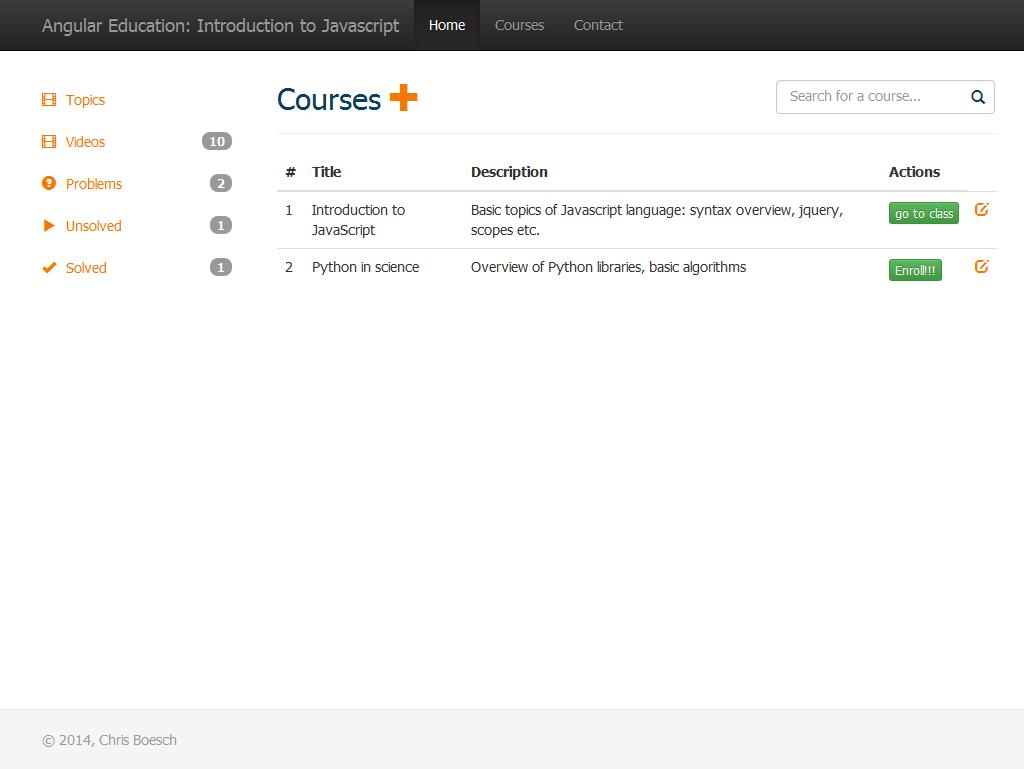 Angular Education: Introduction to Javascript Home Courses Contact
Topics
Videos 10
Problems 2
Unsolved 1
Solved 1
Courses
Search for a course...
# Title Description Actions
1 Introduction to JavaScript Basic topics of Javascript language: syntax overview, jquery, scopes etc. go to class
2 Python in science Overview of Python libraries, basic algorithms Enroll!!!
© 2014, Chris Boesch